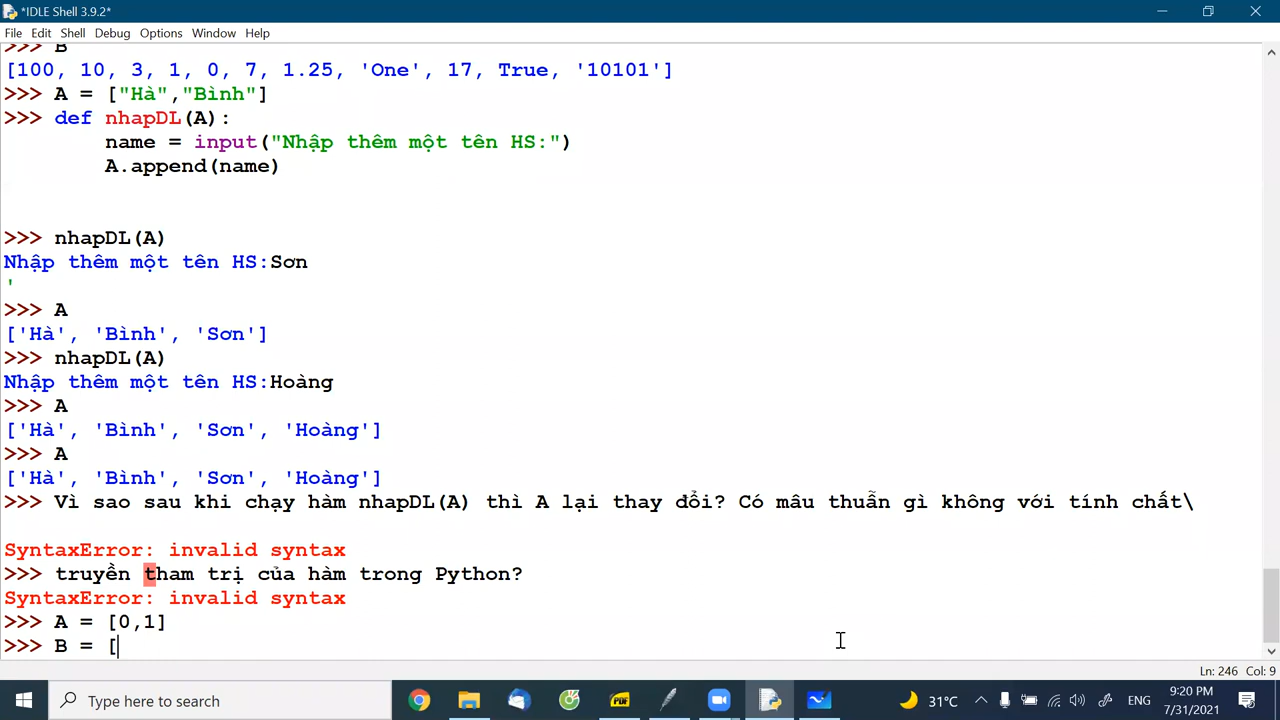 *IDLE Shell 3.9.2*
File Edit Shell Debug Options Window Help
>>> B
[100, 10, 3, 1, 0, 7, 1.25, 'One', 17, True, '10101']
>>> A = ["Hà","Bình"]
>>> def nhapDL(A):
name = input("Nhập thêm một tên HS:")
A.append(name)
>>> nhapDL(A)
Nhập thêm một tên HS:Sơn
'
>>> A
['Hà', 'Bình', 'Sơn']
>>> nhapDL(A)
Nhập thêm một tên HS:Hoàng
>>> A
['Hà', 'Bình', 'Sơn', 'Hoàng']
>>> A
['Hà', 'Bình', 'Sơn', 'Hoàng']
>>> Vì sao sau khi chạy hàm nhapDL(A) thì A lại thay đổi? Có mâu thuẫn gì không với tính chất\
SyntaxError: invalid syntax
>>> truyền tham trị của hàm trong Python?
SyntaxError: invalid syntax
>>> A = [0,1]
>>> B = [
Ln: 246 Col: 9
Type here to search
PDF
31°C
ENG
9:20 PM
7/31/2021